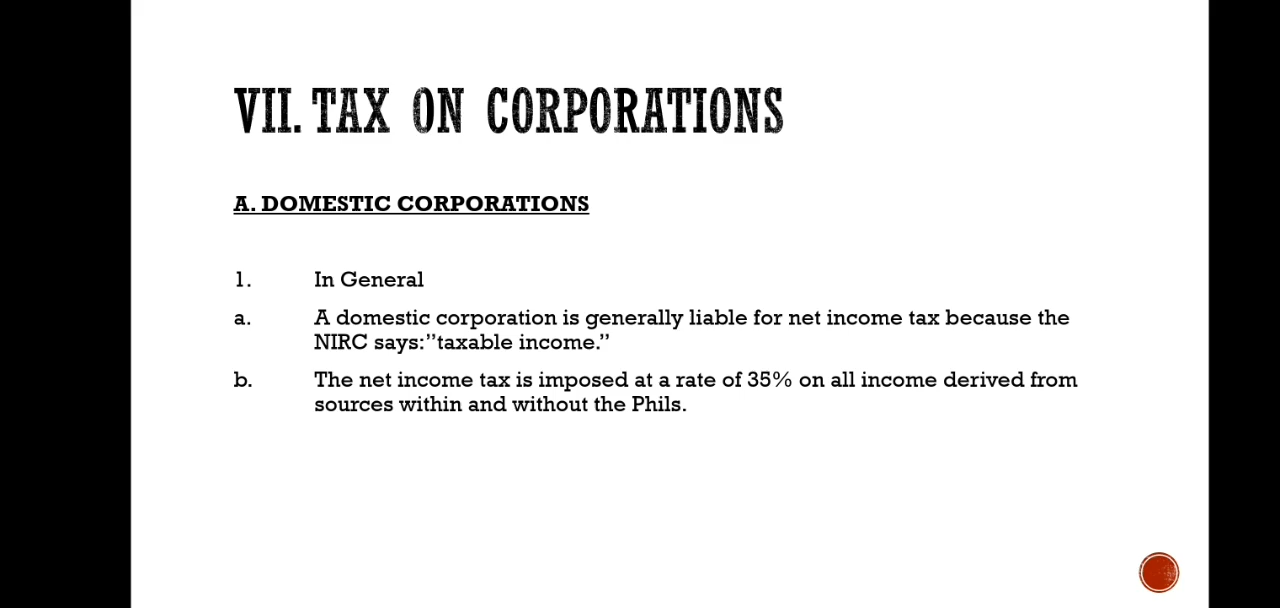 VII. TAX ON CORPORATIONS
A. DOMESTIC CORPORATIONS
1. In General
a. A domestic corporation is generally liable for net income tax because the
NIRC says:”taxable income.”
b. The net income tax is imposed at a rate of 35% on all income derived from
sources within and without the Phils.